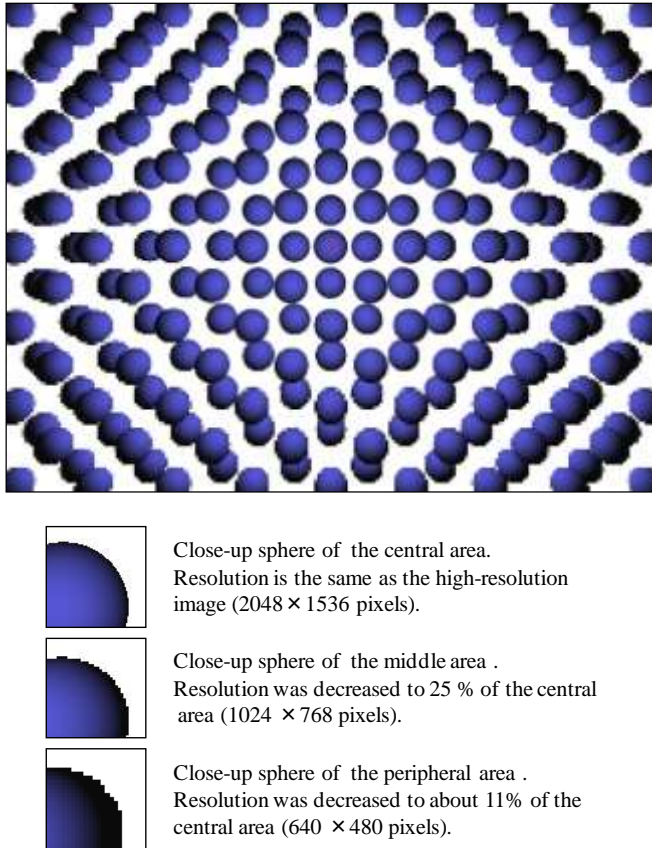 Close-up sphere of the central area.
Resolution is the same as the high-resolution
image (2048 × 1536 pixels).
Close-up sphere of the middle area .
Resolution was decreased to 25 % of the central
area (1024 × 768 pixels).
Close-up sphere of the peripheral area .
Resolution was decreased to about 11% of the
central area (640 × 480 pixels).